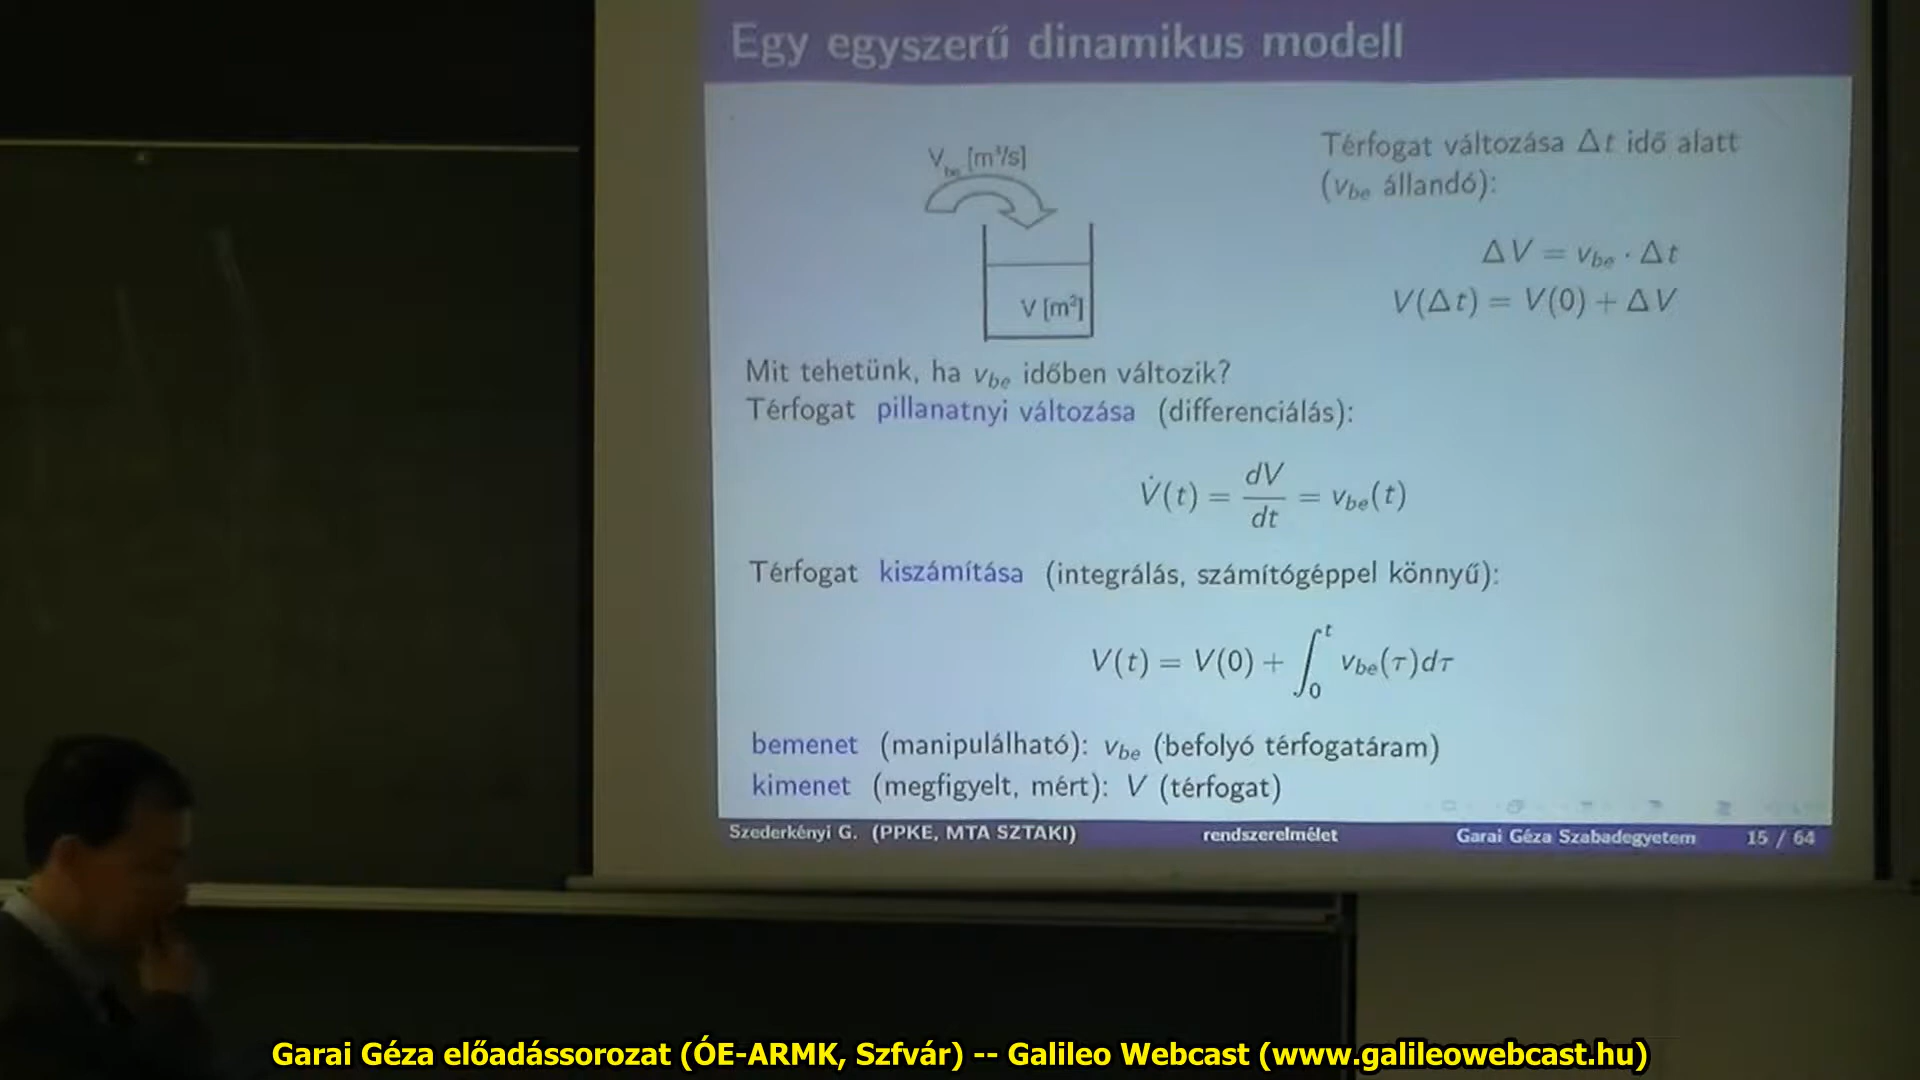 Egy egyszerű dinamikus modell
V_be [m³/s]
V [m³]
Térfogat változása Δt idő alatt
(v_be állandó):
ΔV = v_be · Δt
V(Δt) = V(0) + ΔV
Mit tehetünk, ha v_be időben változik?
Térfogat pillanatnyi változása (differenciálás):
V̇(t) = dV/dt = v_be(t)
Térfogat kiszámítása (integrálás, számítógéppel könnyű):
V(t) = V(0) + ∫₀ᵗ v_be(τ)dτ
bemenet (manipulálható): v_be (befolyó térfogatáram)
kimenet (megfigyelt, mért): V (térfogat)
Szederkényi G. (PPKE, MTA SZTAKI) rendszerelmélet Garai Géza Szabadegyetem 15 / 64
Garai Géza előadássorozat (ÓE-ARMK, Szfvár) -- Galileo Webcast (www.galileowebcast.hu)